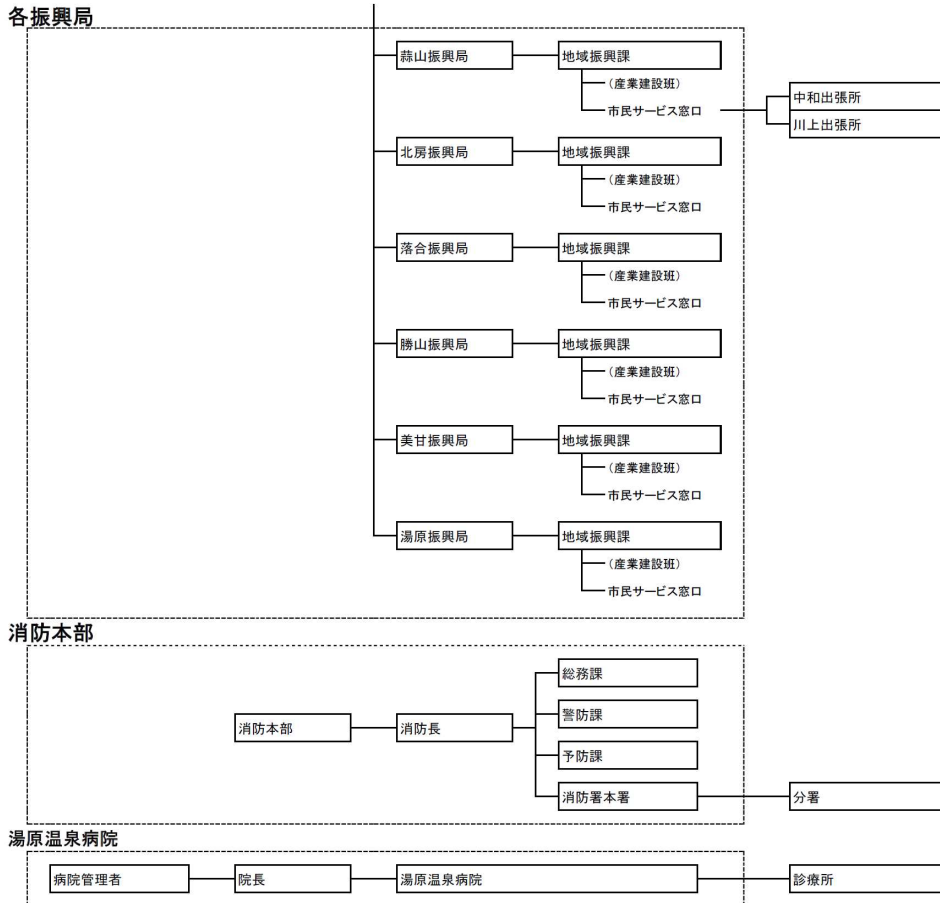 各振興局
蒜山振興局
地域振興課
（産業建設班）
市民サービス窓口
中和出張所
川上出張所
北房振興局
地域振興課
（産業建設班）
市民サービス窓口
落合振興局
地域振興課
（産業建設班）
市民サービス窓口
勝山振興局
地域振興課
（産業建設班）
市民サービス窓口
美甘振興局
地域振興課
（産業建設班）
市民サービス窓口
湯原振興局
地域振興課
（産業建設班）
市民サービス窓口
消防本部
消防本部
消防長
総務課
警防課
予防課
消防署本署
分署
湯原温泉病院
病院管理者
院長
湯原温泉病院
診療所